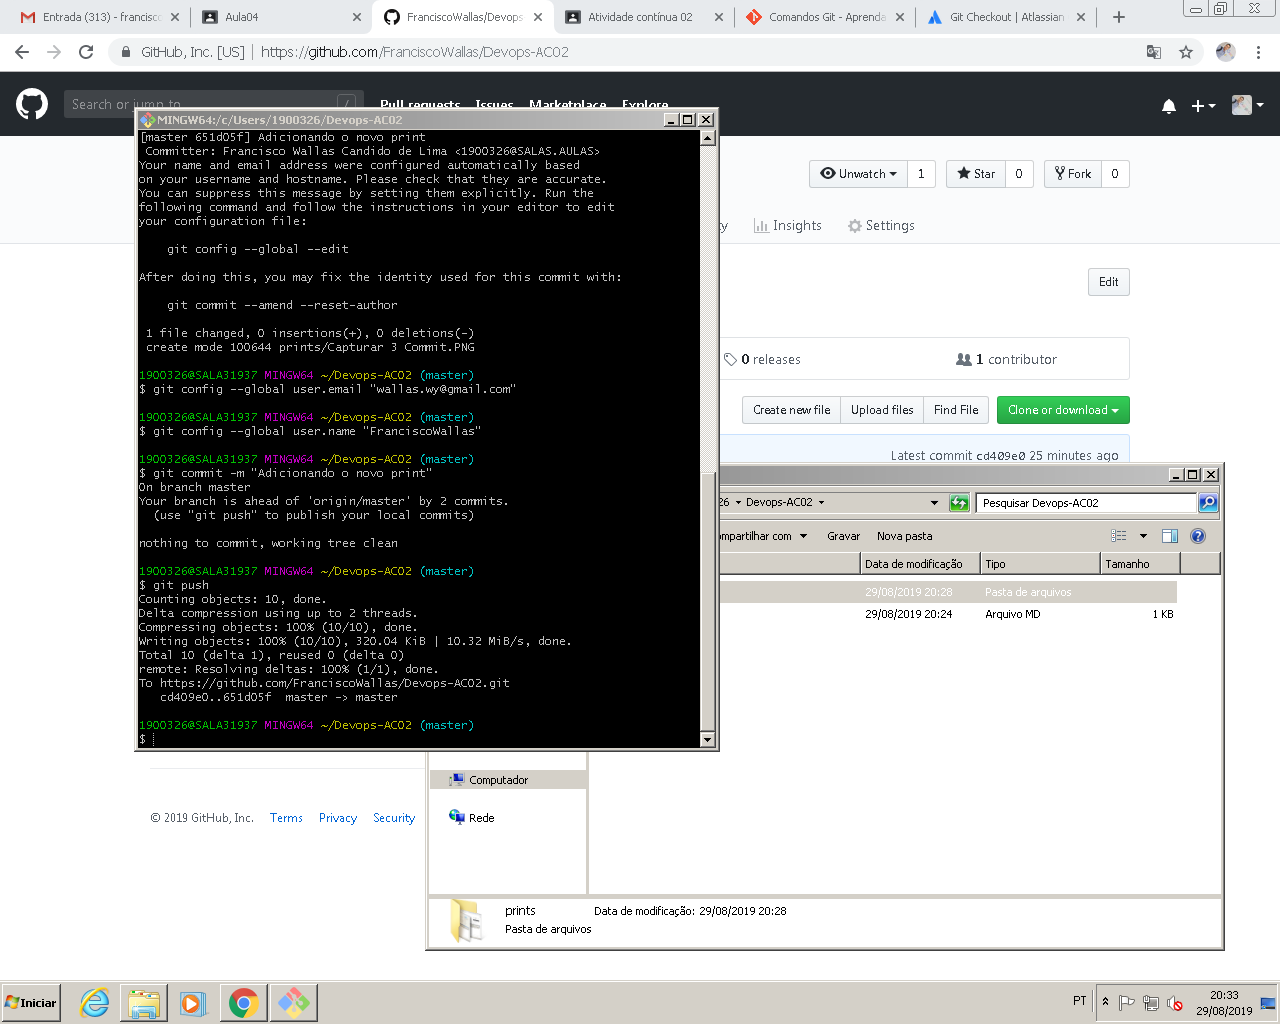 Entrada (313) - francisco
Aula04
FranciscoWallas/Devops-
Atividade contínua 02
Comandos Git - Aprenda
Git Checkout | Atlassian
GitHub, Inc. [US] | https://github.com/FranciscoWallas/Devops-AC02
Search or jump to
/
Pull requests Issues Marketplace Explore
Unwatch 1 Star 0 Fork 0
Insights Settings
Edit
0 releases
1 contributor
Create new file Upload files Find File Clone or download
Latest commit cd409e0 25 minutes ago
MINGW64:/c/Users/1900326/Devops-AC02
[master 651d05f] Adicionando o novo print
Committer: Francisco Wallas Candido de Lima <1900326@SALAS.AULAS>
Your name and email address were configured automatically based
on your username and hostname. Please check that they are accurate.
You can suppress this message by setting them explicitly. Run the
following command and follow the instructions in your editor to edit
your configuration file:
git config --global --edit
After doing this, you may fix the identity used for this commit with:
git commit --amend --reset-author
1 file changed, 0 insertions(+), 0 deletions(-)
create mode 100644 prints/Capturar 3 Commit.PNG
1900326@SALA31937 MINGW64 ~/Devops-AC02 (master)
$ git config --global user.email "wallas.wy@gmail.com"
1900326@SALA31937 MINGW64 ~/Devops-AC02 (master)
$ git config --global user.name "FranciscoWallas"
1900326@SALA31937 MINGW64 ~/Devops-AC02 (master)
$ git commit -m "Adicionando o novo print"
On branch master
Your branch is ahead of 'origin/master' by 2 commits.
(use "git push" to publish your local commits)
nothing to commit, working tree clean
1900326@SALA31937 MINGW64 ~/Devops-AC02 (master)
$ git push
Counting objects: 10, done.
Delta compression using up to 2 threads.
Compressing objects: 100% (10/10), done.
Writing objects: 100% (10/10), 320.04 KiB | 10.32 MiB/s, done.
Total 10 (delta 1), reused 0 (delta 0)
remote: Resolving deltas: 100% (1/1), done.
To https://github.com/FranciscoWallas/Devops-AC02.git
cd409e0..651d05f master -> master
1900326@SALA31937 MINGW64 ~/Devops-AC02 (master)
$
26 Devops-AC02
Pesquisar Devops-AC02
ompartilhar com Gravar Nova pasta
Data de modificação Tipo Tamanho
29/08/2019 20:28 Pasta de arquivos
29/08/2019 20:24 Arquivo MD 1 KB
Computador
Rede
prints Data de modificação: 29/08/2019 20:28
Pasta de arquivos
© 2019 GitHub, Inc. Terms Privacy Security
Iniciar
PT
20:33
29/08/2019